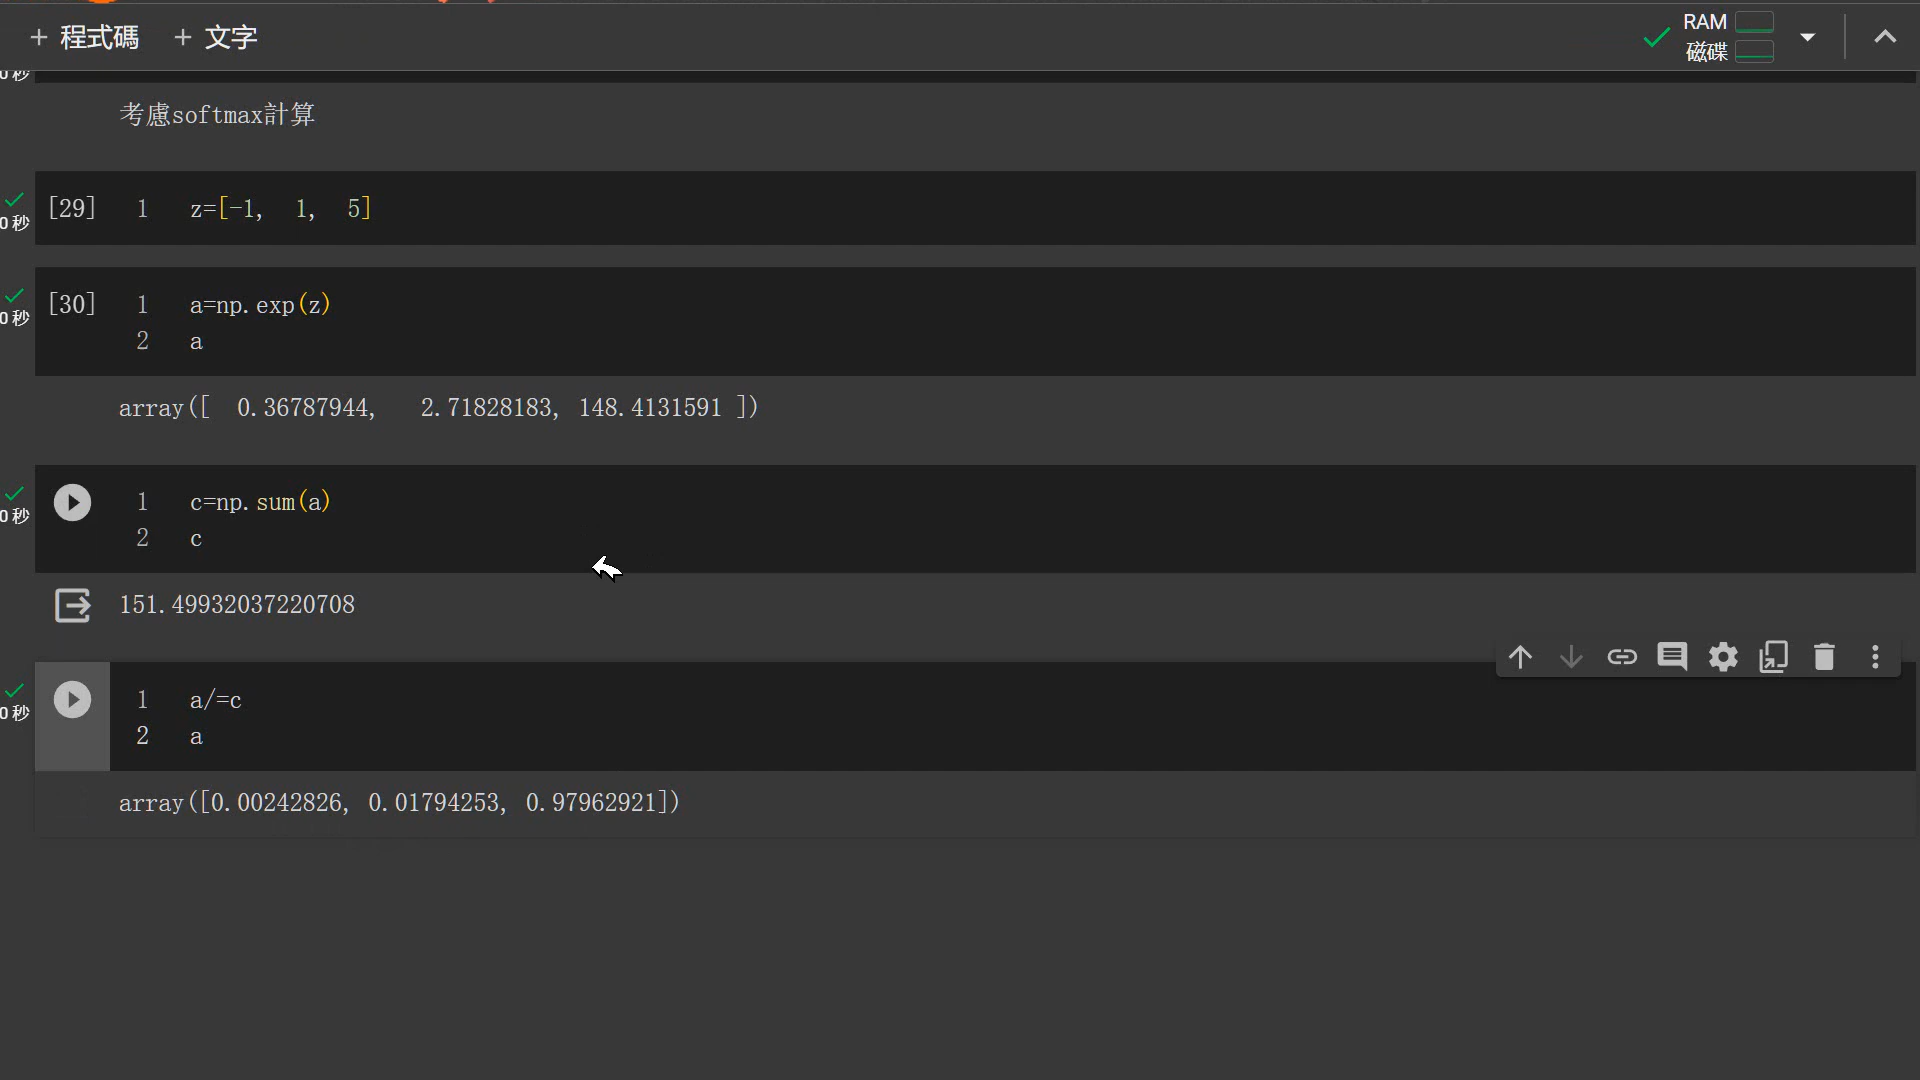 + 程式碼 + 文字
RAM
磁碟
0 秒
考慮softmax計算
0 秒
[29] 1 z=[-1, 1, 5]
0 秒
[30] 1 a=np.exp(z)
2 a
array([ 0.36787944, 2.71828183, 148.4131591 ])
0 秒
1 c=np.sum(a)
2 c
151.49932037220708
0 秒
1 a/=c
2 a
array([0.00242826, 0.01794253, 0.97962921])